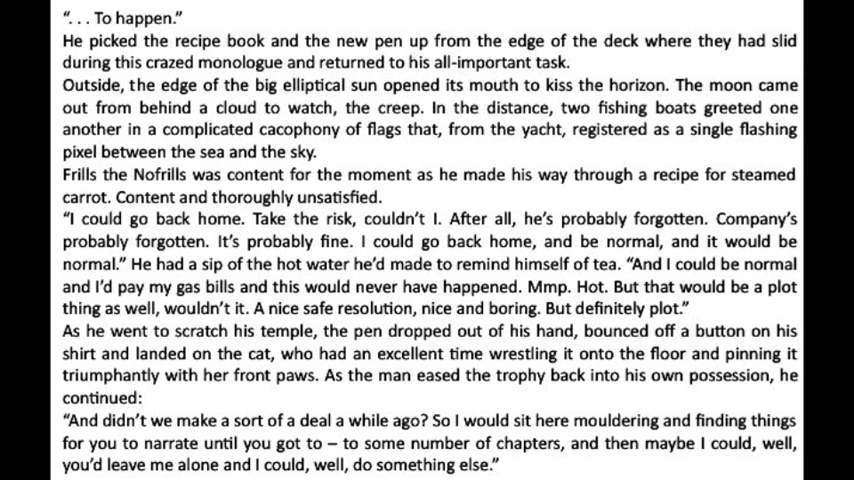 “. . . To happen.”
He picked the recipe book and the new pen up from the edge of the deck where they had slid
during this crazed monologue and returned to his all-important task.
Outside, the edge of the big elliptical sun opened its mouth to kiss the horizon. The moon came
out from behind a cloud to watch, the creep. In the distance, two fishing boats greeted one
another in a complicated cacophony of flags that, from the yacht, registered as a single flashing
pixel between the sea and the sky.
Frills the Nofrills was content for the moment as he made his way through a recipe for steamed
carrot. Content and thoroughly unsatisfied.
“I could go back home. Take the risk, couldn’t I. After all, he’s probably forgotten. Company’s
probably forgotten. It’s probably fine. I could go back home, and be normal, and it would be
normal.” He had a sip of the hot water he’d made to remind himself of tea. “And I could be normal
and I’d pay my gas bills and this would never have happened. Mmp. Hot. But that would be a plot
thing as well, wouldn’t it. A nice safe resolution, nice and boring. But definitely plot.”
As he went to scratch his temple, the pen dropped out of his hand, bounced off a button on his
shirt and landed on the cat, who had an excellent time wrestling it onto the floor and pinning it
triumphantly with her front paws. As the man eased the trophy back into his own possession, he
continued:
“And didn’t we make a sort of a deal a while ago? So I would sit here mouldering and finding things
for you to narrate until you got to – to some number of chapters, and then maybe I could, well,
you’d leave me alone and I could, well, do something else.”